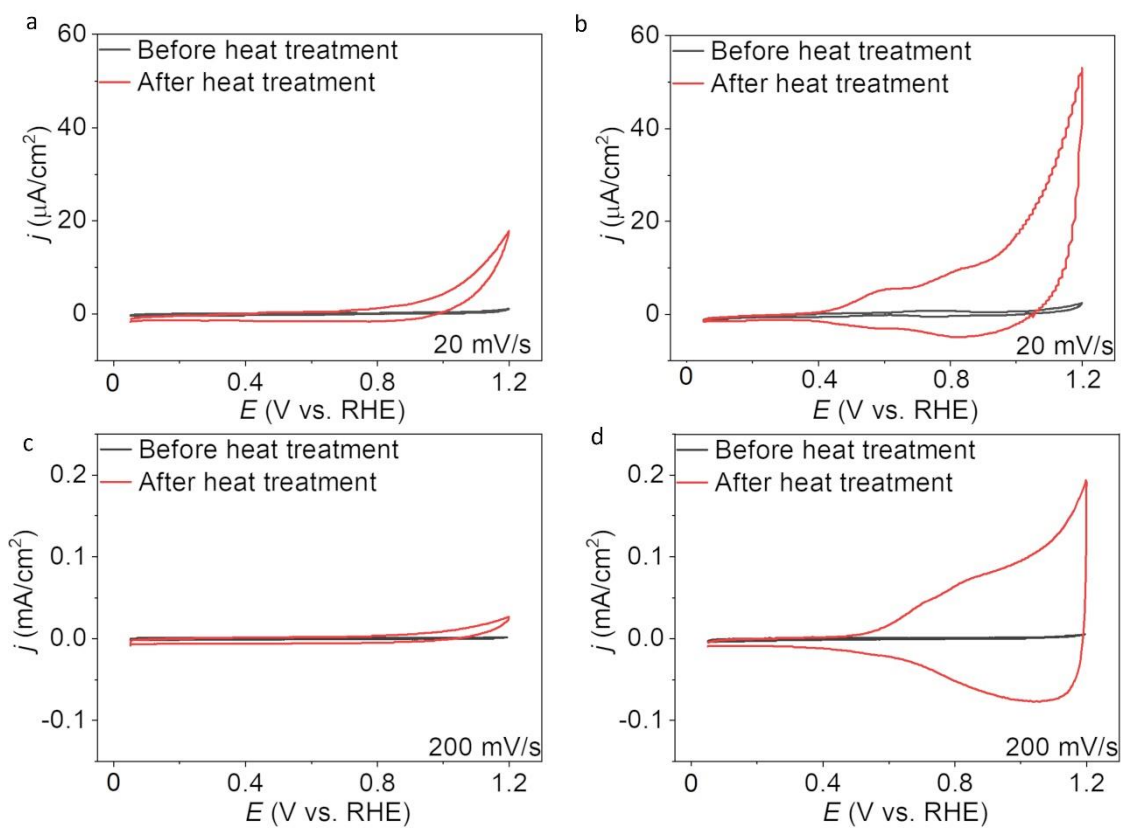 a
60
40
20
0
j (μA/cm²)
Before heat treatment
After heat treatment
20 mV/s
0 0.4 0.8 1.2
E (V vs. RHE)
b
60
40
20
0
j (μA/cm²)
Before heat treatment
After heat treatment
20 mV/s
0 0.4 0.8 1.2
E (V vs. RHE)
c
0.2
0.1
0.0
-0.1
j (mA/cm²)
Before heat treatment
After heat treatment
200 mV/s
0 0.4 0.8 1.2
E (V vs. RHE)
d
0.2
0.1
0.0
-0.1
j (mA/cm²)
Before heat treatment
After heat treatment
200 mV/s
0 0.4 0.8 1.2
E (V vs. RHE)